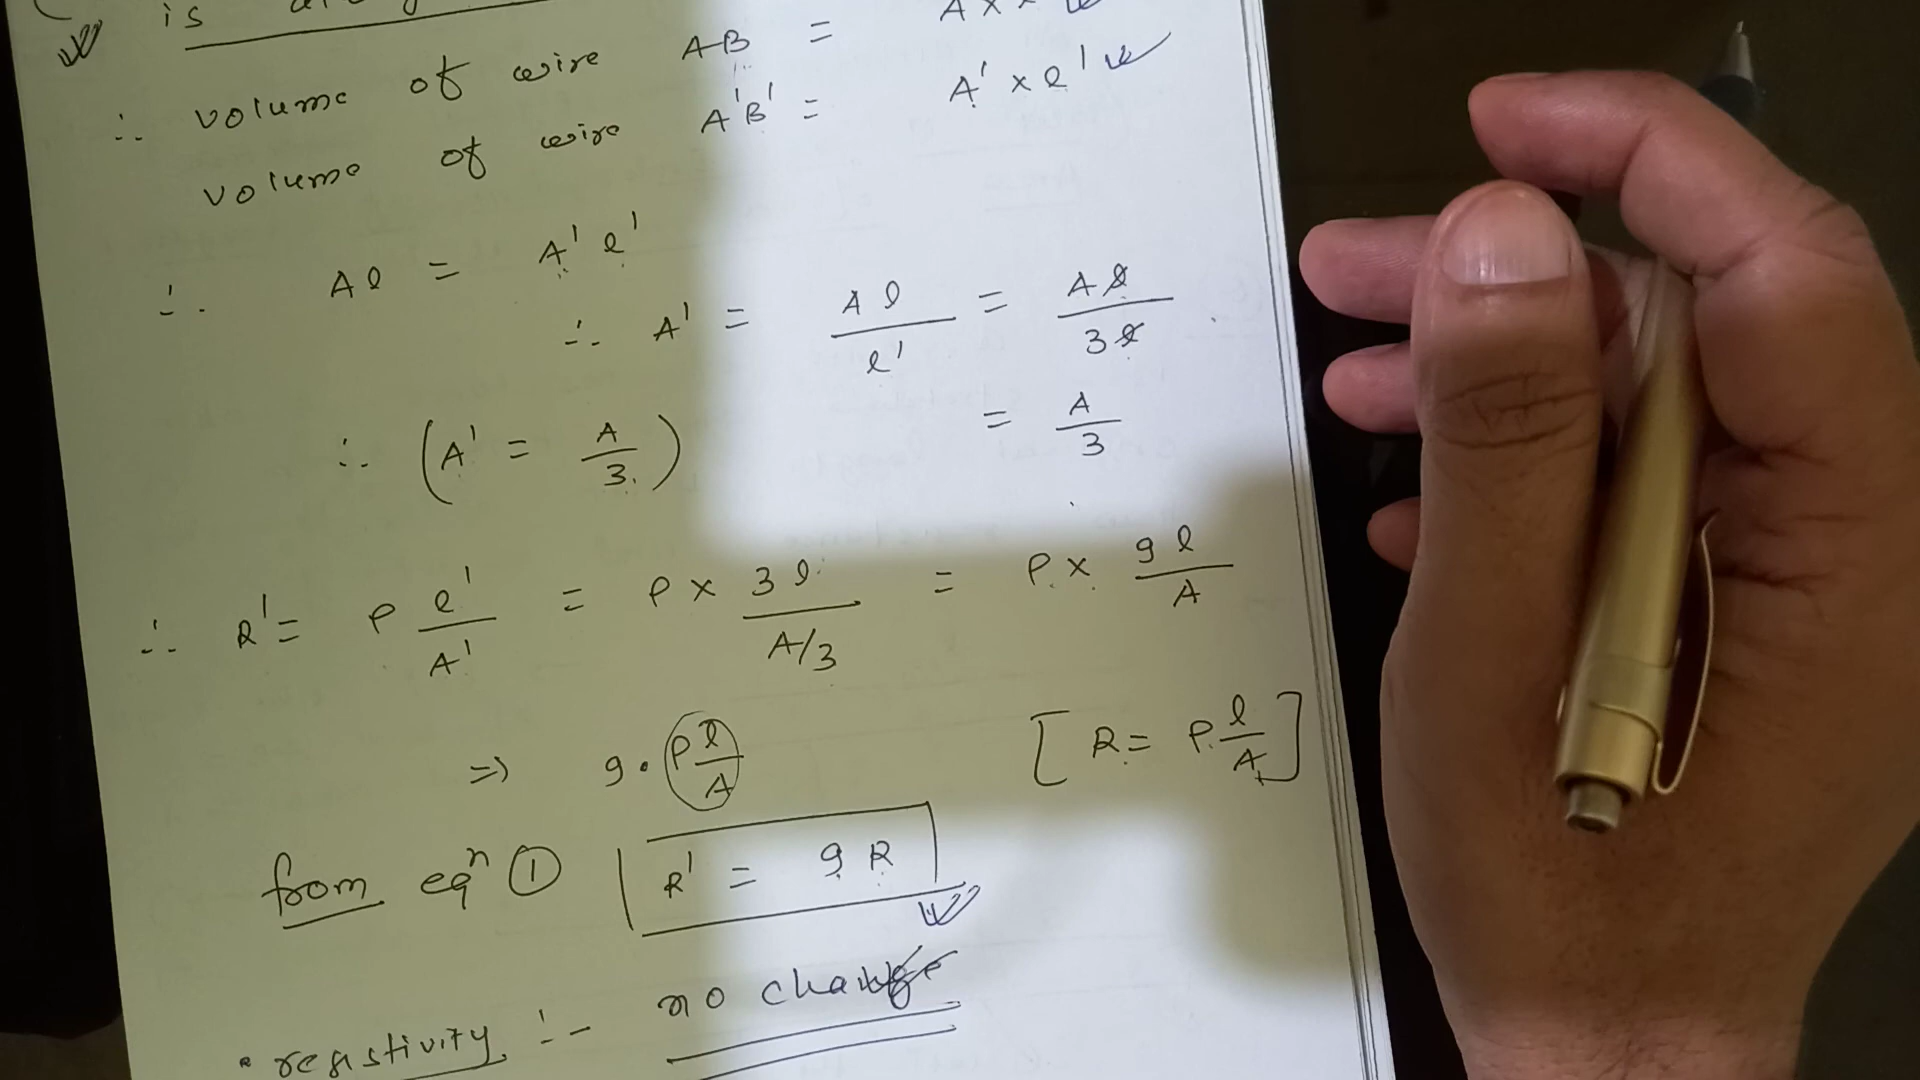 is
∴ volume of wire AB = A ×
volume of wire A'B' = A' × l'
∴ Al = A' l'
∴ A' = Al / l' = Al / 3l
= A / 3
∴ (A' = A / 3)
∴ R' = ρ l' / A' = ρ × 3l / A/3 = ρ × 9l / A
⇒ 9 · ρ l / A [R = ρ l / A]
from eqⁿ ① R' = 9R
• resistivity :- no change